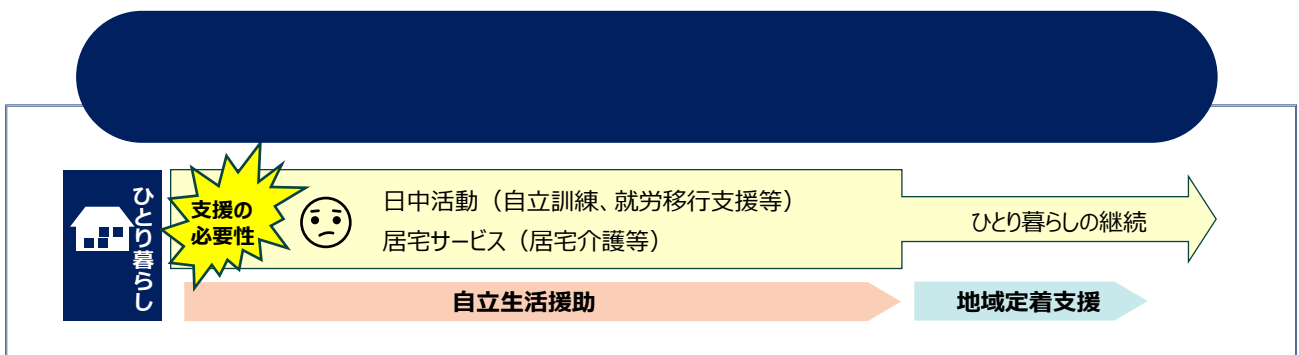 ひとり暮らし
支援の
必要性
日中活動（自立訓練、就労移行支援等）
居宅サービス（居宅介護等）
ひとり暮らしの継続
自立生活援助
地域定着支援